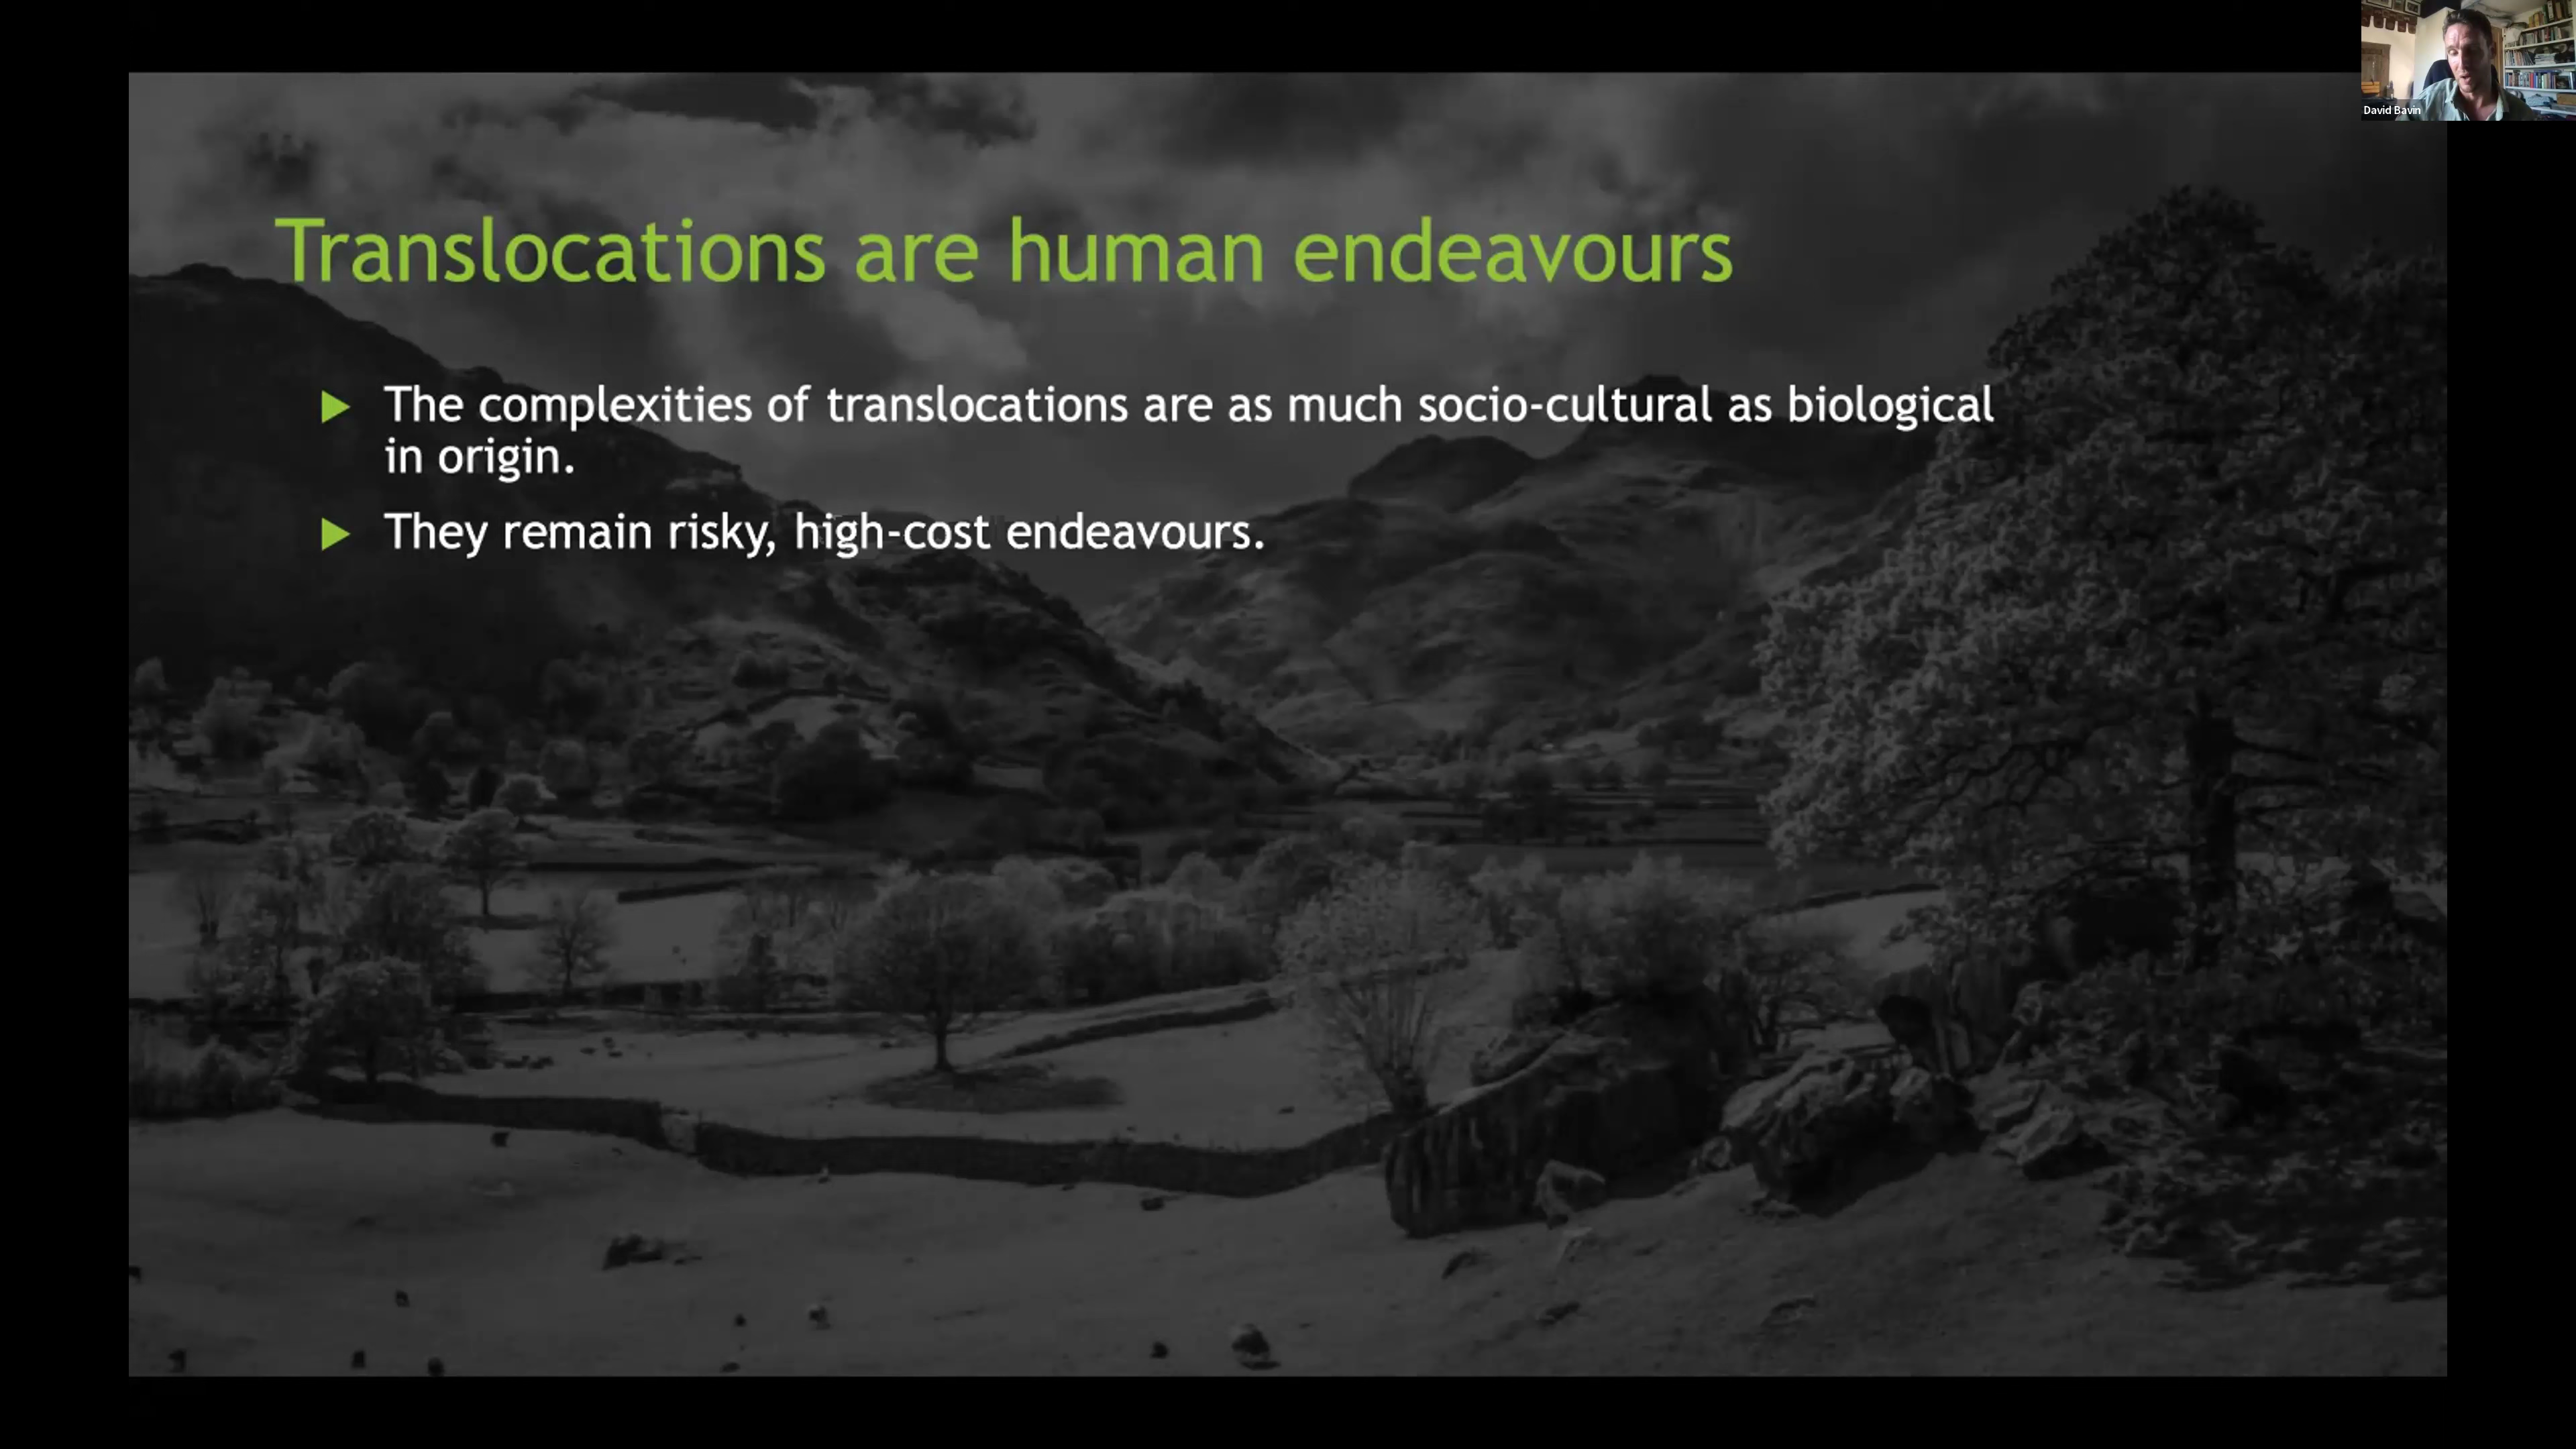 David Bavin
Translocations are human endeavours
The complexities of translocations are as much socio-cultural as biological
in origin.
They remain risky, high-cost endeavours.